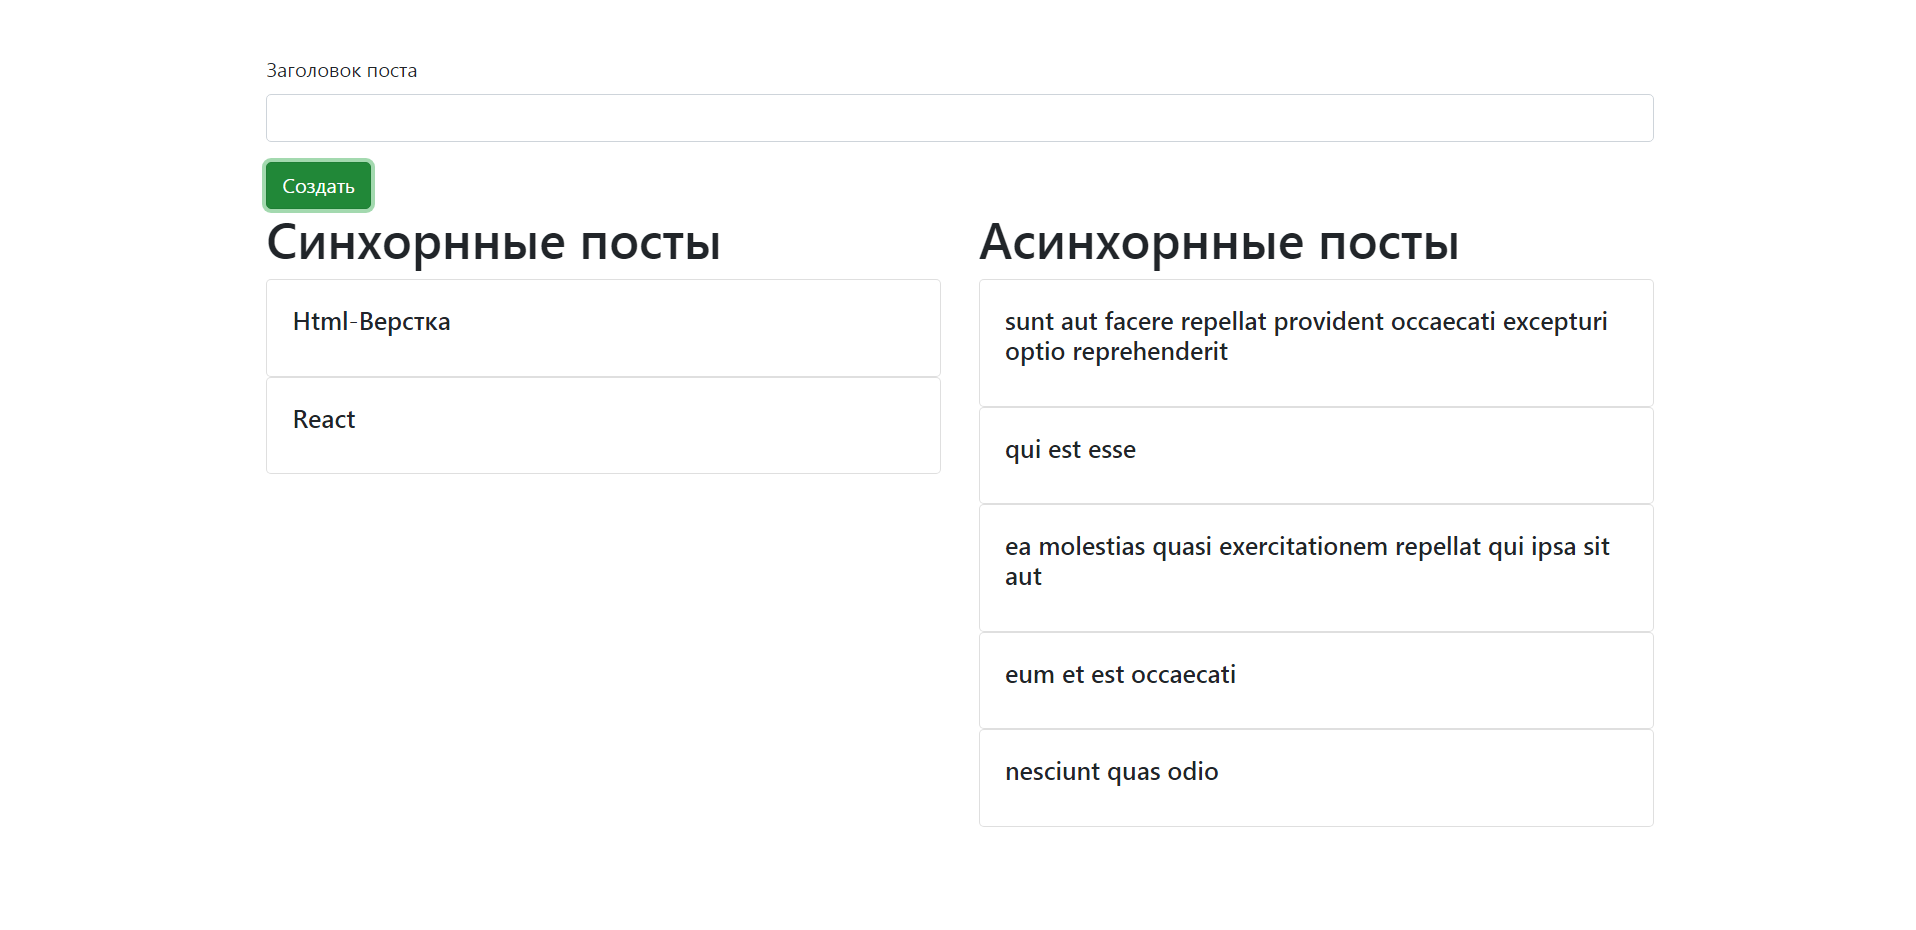 Заголовок поста
Создать
Синхорнные посты
Html-Верстка
React
Асинхорнные посты
sunt aut facere repellat provident occaecati excepturi
optio reprehenderit
qui est esse
ea molestias quasi exercitationem repellat qui ipsa sit
aut
eum et est occaecati
nesciunt quas odio